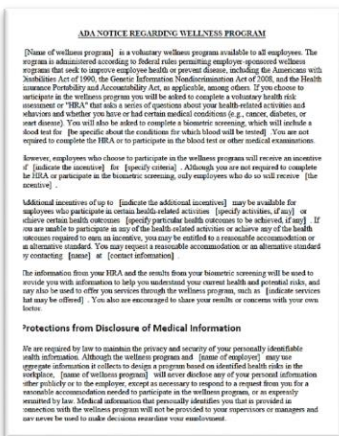 ADA NOTICE REGARDING WELLNESS PROGRAM
[Name of wellness program] is a voluntary wellness program available to all employees. The
program is administered according to federal rules permitting employer-sponsored wellness
programs that seek to improve employee health or prevent disease, including the Americans with
Disabilities Act of 1990, the Genetic Information Nondiscrimination Act of 2008, and the Health
Insurance Portability and Accountability Act, as applicable, among others. If you choose to
participate in the wellness program you will be asked to complete a voluntary health risk
assessment or "HRA" that asks a series of questions about your health-related activities and
behaviors and whether you have or had certain medical conditions (e.g., cancer, diabetes, or
heart disease). You will also be asked to complete a biometric screening, which will include a
blood test for [be specific about the conditions for which blood will be tested] .You are not
required to complete the HRA or to participate in the blood test or other medical examinations.
However, employees who choose to participate in the wellness program will receive an incentive
of [indicate the incentive] for [specify criteria] . Although you are not required to complete
the HRA or participate in the biometric screening, only employees who do so will receive [the
incentive] .
Additional incentives of up to [indicate the additional incentives] may be available for
employees who participate in certain health-related activities [specify activities, if any] or
achieve certain health outcomes [specify particular health outcomes to be achieved, if any] . If
you are unable to participate in any of the health-related activities or achieve any of the health
outcomes required to earn an incentive, you may be entitled to a reasonable accommodation or
an alternative standard. You may request a reasonable accommodation or an alternative standard
by contacting [name] at [contact information] .
The information from your HRA and the results from your biometric screening will be used to
provide you with information to help you understand your current health and potential risks, and
may also be used to offer you services through the wellness program, such as [indicate services
that may be offered] . You also are encouraged to share your results or concerns with your own
doctor.
Protections from Disclosure of Medical Information
We are required by law to maintain the privacy and security of your personally identifiable
health information. Although the wellness program and [name of employer] may use
aggregate information it collects to design a program based on identified health risks in the
workplace, [name of wellness program] will never disclose any of your personal information
either publicly or to the employer, except as necessary to respond to a request from you for a
reasonable accommodation needed to participate in the wellness program, or as expressly
permitted by law. Medical information that personally identifies you that is provided in
connection with the wellness program will not be provided to your supervisors or managers and
may never be used to make decisions regarding your employment.